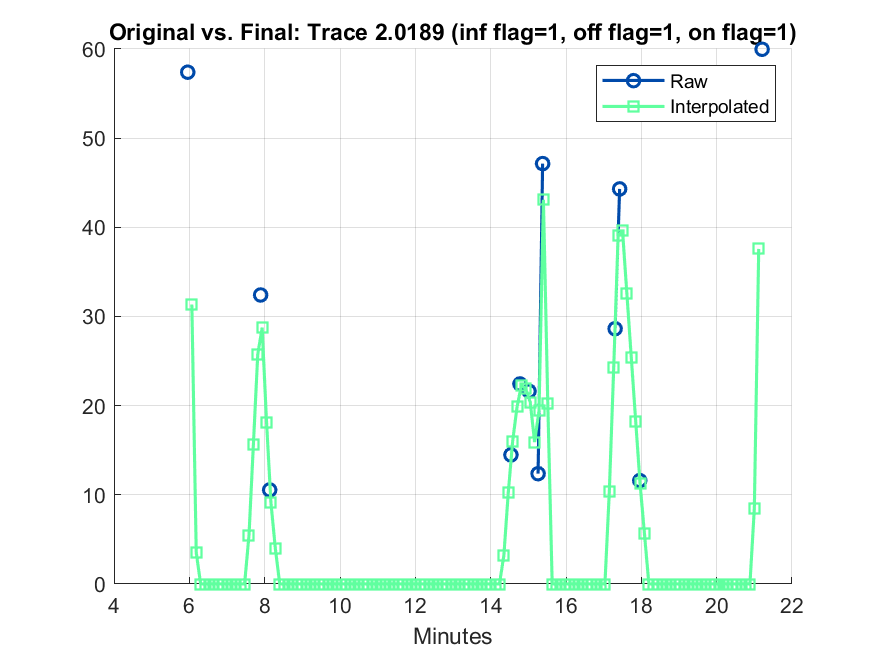 Original vs. Final: Trace 2.0189 (inf flag=1, off flag=1, on flag=1)
60
50
40
30
20
10
0
Raw
Interpolated
4 6 8 10 12 14 16 18 20 22
Minutes